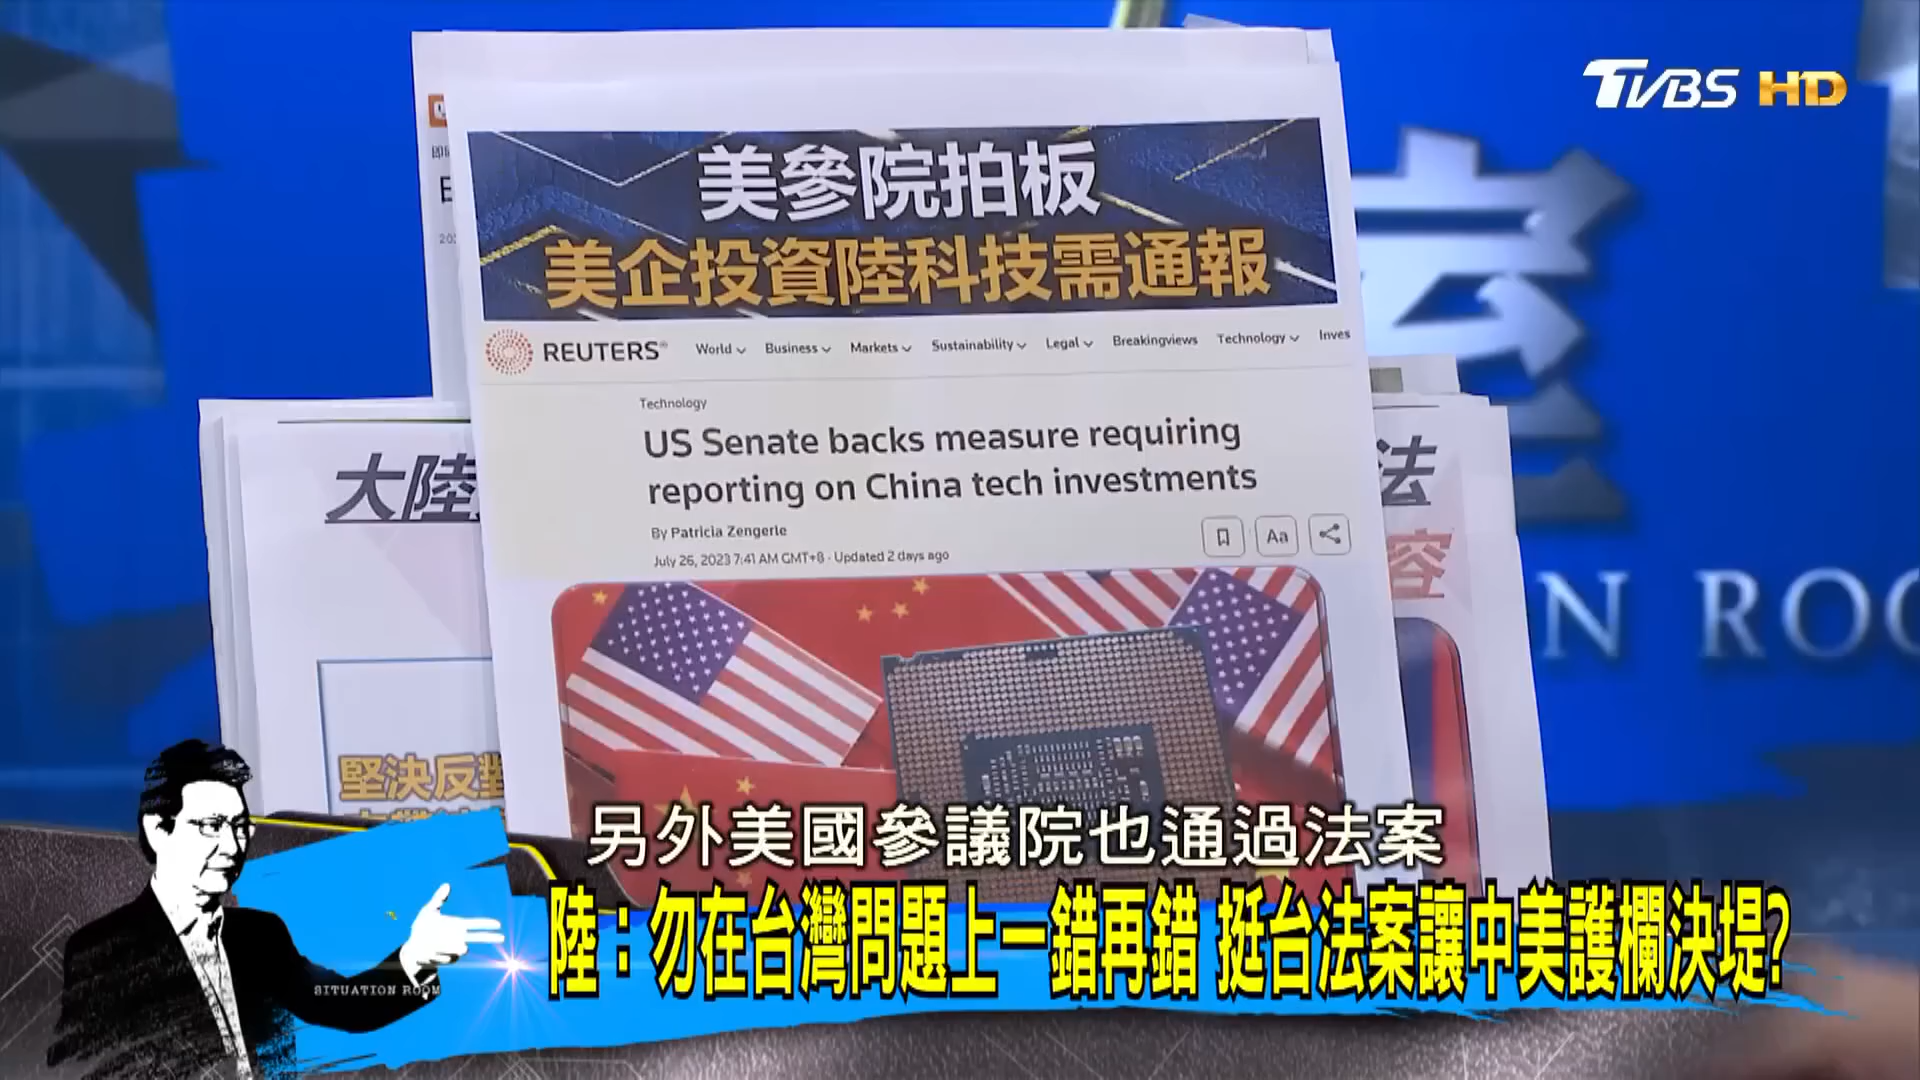 TVBS HD
美參院拍板
美企投資陸科技需通報
REUTERS
World Business Markets Sustainability Legal Breakingviews Technology Inves
Technology
US Senate backs measure requiring
reporting on China tech investments
By Patricia Zengerle
July 26, 2023 7:41 AM GMT+8 · Updated 2 days ago
Aa
大陸
法
容
N ROO
堅決反對
另外美國參議院也通過法案
陸：勿在台灣問題上一錯再錯 挺台法案讓中美護欄決堤?
SITUATION ROOM